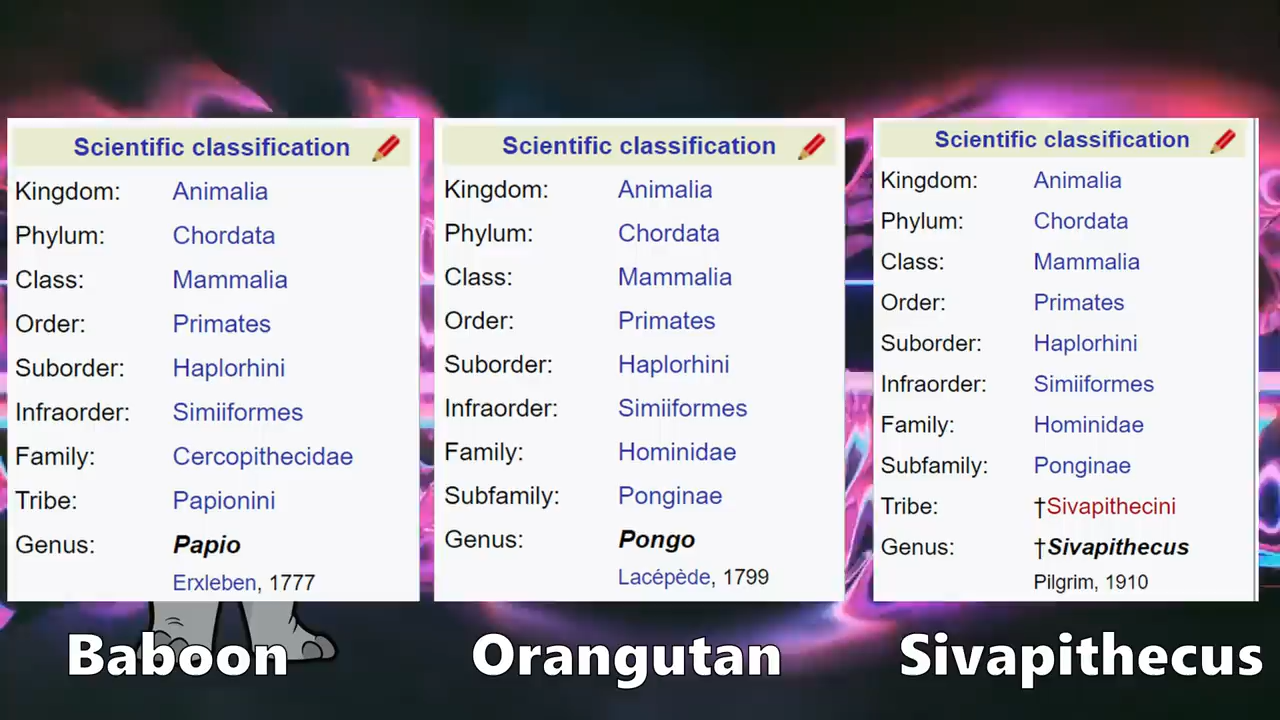 Scientific classification
Kingdom: Animalia
Phylum: Chordata
Class: Mammalia
Order: Primates
Suborder: Haplorhini
Infraorder: Simiiformes
Family: Cercopithecidae
Tribe: Papionini
Genus: Papio
Erxleben, 1777
Baboon
Scientific classification
Kingdom: Animalia
Phylum: Chordata
Class: Mammalia
Order: Primates
Suborder: Haplorhini
Infraorder: Simiiformes
Family: Hominidae
Subfamily: Ponginae
Genus: Pongo
Lacépède, 1799
Orangutan
Scientific classification
Kingdom: Animalia
Phylum: Chordata
Class: Mammalia
Order: Primates
Suborder: Haplorhini
Infraorder: Simiiformes
Family: Hominidae
Subfamily: Ponginae
Tribe: †Sivapithecini
Genus: †Sivapithecus
Pilgrim, 1910
Sivapithecus